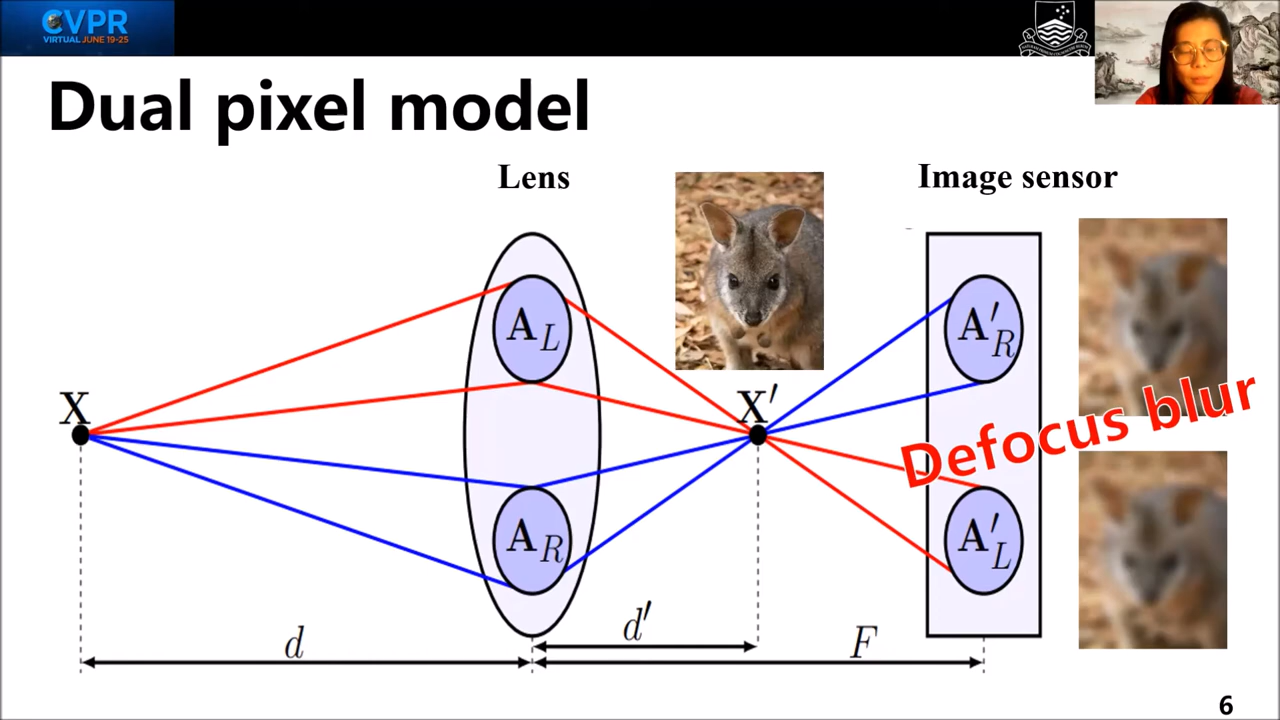 CVPR
VIRTUAL JUNE 19-25
Dual pixel model
Lens
Image sensor
A_L
A'_R
X
X'
Defocus blur
A_R
A'_L
d
d'
F
6